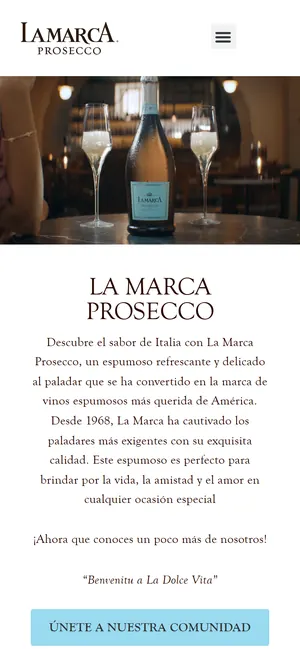 LAMARCA
PROSECCO
LAMARCA
LA MARCA
PROSECCO
Descubre el sabor de Italia con La Marca
Prosecco, un espumoso refrescante y delicado
al paladar que se ha convertido en la marca de
vinos espumosos más querida de América.
Desde 1968, La Marca ha cautivado los
paladares más exigentes con su exquisita
calidad. Este espumoso es perfecto para
brindar por la vida, la amistad y el amor en
cualquier ocasión especial
¡Ahora que conoces un poco más de nosotros!
“Benvenitu a La Dolce Vita”
ÚNETE A NUESTRA COMUNIDAD